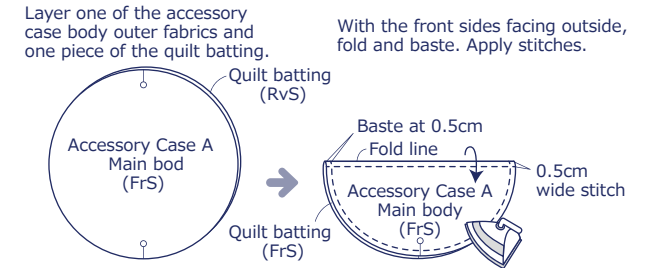 Layer one of the accessory
case body outer fabrics and
one piece of the quilt batting.
Quilt batting
(RvS)
Accessory Case A
Main bod
(FrS)
With the front sides facing outside,
fold and baste. Apply stitches.
Baste at 0.5cm
Fold line
0.5cm
wide stitch
Accessory Case A
Main body
(FrS)
Quilt batting
(FrS)